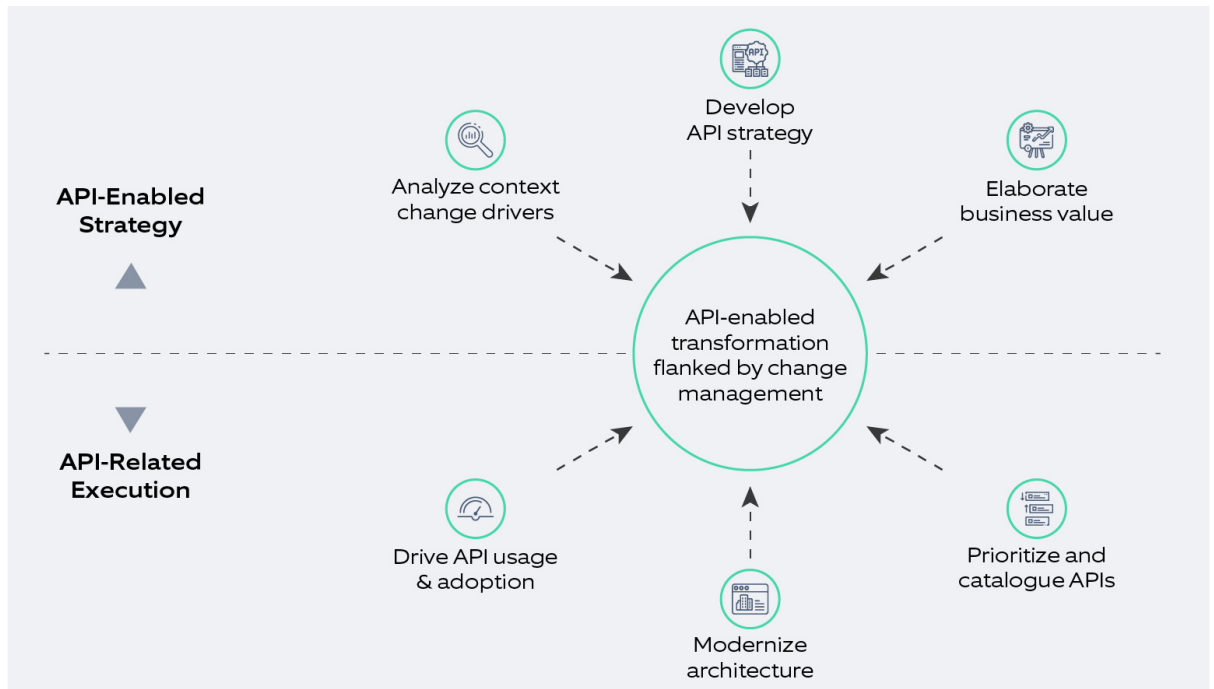 API
Develop
API strategy
Analyze context
change drivers
Elaborate
business value
API-Enabled
Strategy
API-enabled
transformation
flanked by change
management
API-Related
Execution
Drive API usage
& adoption
Prioritize and
catalogue APIs
Modernize
architecture